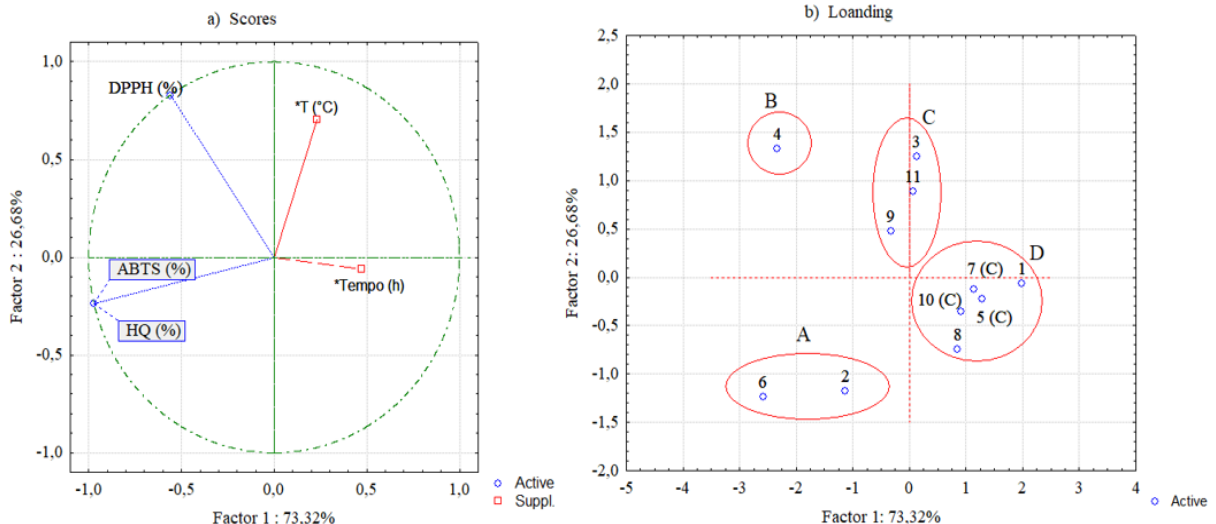 a) Scores
1,0
0,5
0,0
-0,5
-1,0
Factor 2 : 26,68%
DPPH (%)
*T (°C)
ABTS (%)
*Tempo (h)
HQ (%)
-1,0 -0,5 0,0 0,5 1,0
Factor 1 : 73,32%
Active
Suppl.
b) Loanding
2,5
2,0
1,5
1,0
0,5
0,0
-0,5
-1,0
-1,5
-2,0
Factor 2: 26,68%
B
C
4
3
11
9
D
7 (C) 1
10 (C)
5 (C)
8
A
6 2
-5 -4 -3 -2 -1 0 1 2 3 4
Factor 1: 73,32%
Active